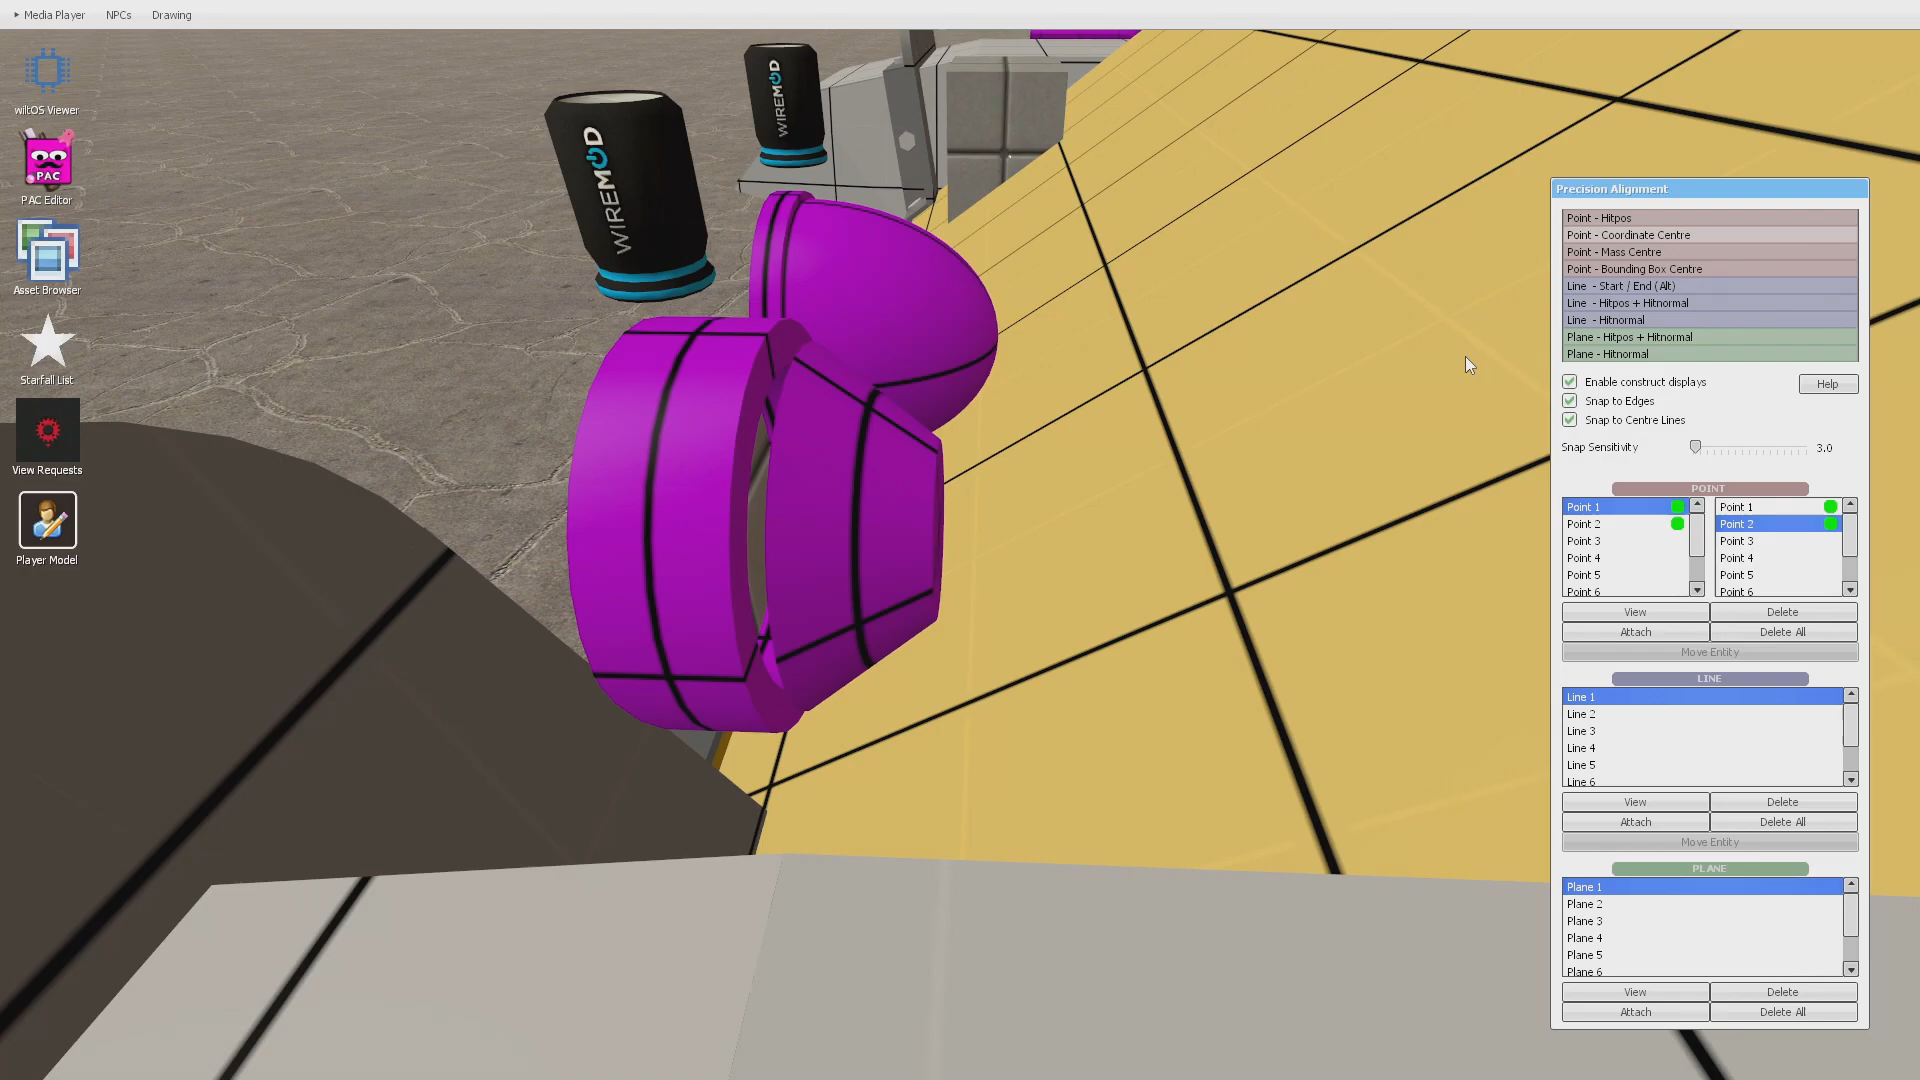 Media Player NPCs Drawing
wiltOS Viewer
PAC
PAC Editor
Asset Browser
Starfall List
View Requests
Player Model
WIREMOD
WIREMOD
Precision Alignment
Point - Hitpos
Point - Coordinate Centre
Point - Mass Centre
Point - Bounding Box Centre
Line - Start / End (Alt)
Line - Hitpos + Hitnormal
Line - Hitnormal
Plane - Hitpos + Hitnormal
Plane - Hitnormal
Enable construct displays Help
Snap to Edges
Snap to Centre Lines
Snap Sensitivity 3.0
POINT
Point 1 Point 1
Point 2 Point 2
Point 3 Point 3
Point 4 Point 4
Point 5 Point 5
Point 6 Point 6
View Delete
Attach Delete All
Move Entity
LINE
Line 1
Line 2
Line 3
Line 4
Line 5
Line 6
View Delete
Attach Delete All
Move Entity
PLANE
Plane 1
Plane 2
Plane 3
Plane 4
Plane 5
Plane 6
View Delete
Attach Delete All